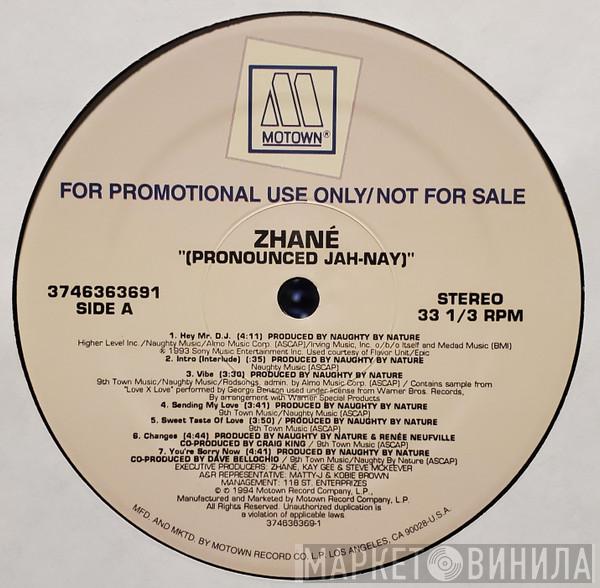 MOTOWN®
FOR PROMOTIONAL USE ONLY/NOT FOR SALE
ZHANÉ
"(PRONOUNCED JAH-NAY)"
3746363691
SIDE A
STEREO
33 1/3 RPM
1. Hey Mr. D.J. (4:11) PRODUCED BY NAUGHTY BY NATURE
Higher Level Inc./Naughty Music/Almo Music Corp. (ASCAP)/Irving Music, Inc. o/b/o Itself and Medad Music (BMI)
℗ 1993 Sony Music Entertainment Inc. Used courtesy of Flavor Unit/Epic
2. Intro (Interlude) (:35) PRODUCED BY NAUGHTY BY NATURE
Naughty Music (ASCAP)
3. Vibe (3:30) PRODUCED BY NAUGHTY BY NATURE
9th Town Music/Naughty Music/Rodsongs, admin. by Almo Music Corp. (ASCAP) / Contains sample from
"Love X Love" performed by George Benson used under license from Warner Bros. Records,
By arrangement with Warner Special Products
4. Sending My Love (3:41) PRODUCED BY NAUGHTY BY NATURE
9th Town Music/Naughty Music (ASCAP)
5. Sweet Taste Of Love (3:50) / PRODUCED BY NAUGHTY BY NATURE
9th Town Music (ASCAP)
6. Changes (4:44) PRODUCED BY NAUGHTY BY NATURE & RENÉE NEUFVILLE
CO-PRODUCED BY CRAIG KING / 9th Town Music (ASCAP)
7. You're Sorry Now (4:41) PRODUCED BY NAUGHTY BY NATURE
CO-PRODUCED BY DAVE BELLOCHIO / 9th Town Music/Naughty By Nature (ASCAP)
EXECUTIVE PRODUCERS: ZHANÉ, KAY GEE & STEVE MCKEEVER
A&R REPRESENTATIVE: MATTY-J & KOBIE BROWN
MANAGEMENT: 118 ST. ENTERPRIZES
℗ © 1994 Motown Record Company, L.P.,
Manufactured and Marketed by Motown Record Company, L.P.
All Rights Reserved. Unauthorized duplication is
a violation of applicable laws.
374636369-1
MFD. AND MKTD. BY MOTOWN RECORD CO. L.P. LOS ANGELES, CA 90028-U.S.A.
МАРКЕТ ВИНИЛА